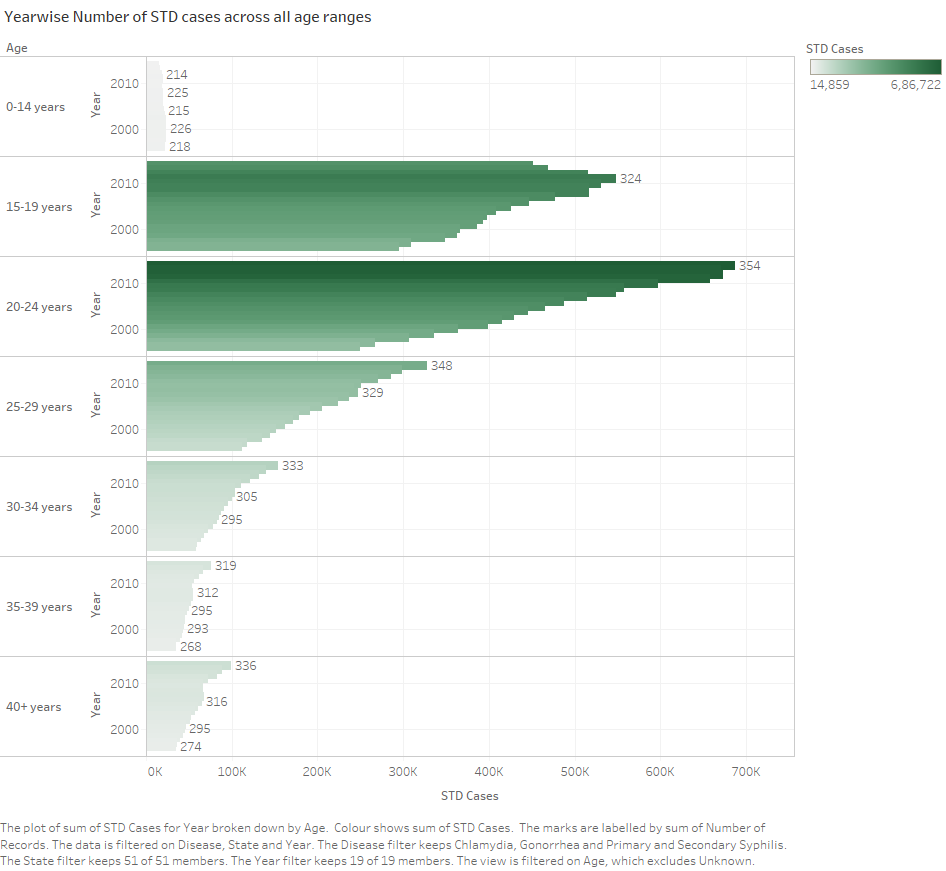 Yearwise Number of STD cases across all age ranges
Age
STD Cases
14,859 6,86,722
0-14 years
Year
2010
2000
214
225
215
226
218
15-19 years
Year
2010
2000
324
20-24 years
Year
2010
2000
354
25-29 years
Year
2010
2000
348
329
30-34 years
Year
2010
2000
333
305
295
35-39 years
Year
2010
2000
319
312
295
293
268
40+ years
Year
2010
2000
336
316
295
274
0K 100K 200K 300K 400K 500K 600K 700K
STD Cases
The plot of sum of STD Cases for Year broken down by Age.  Colour shows sum of STD Cases.  The marks are labelled by sum of Number of
Records. The data is filtered on Disease, State and Year. The Disease filter keeps Chlamydia, Gonorrhea and Primary and Secondary Syphilis.
The State filter keeps 51 of 51 members. The Year filter keeps 19 of 19 members. The view is filtered on Age, which excludes Unknown.